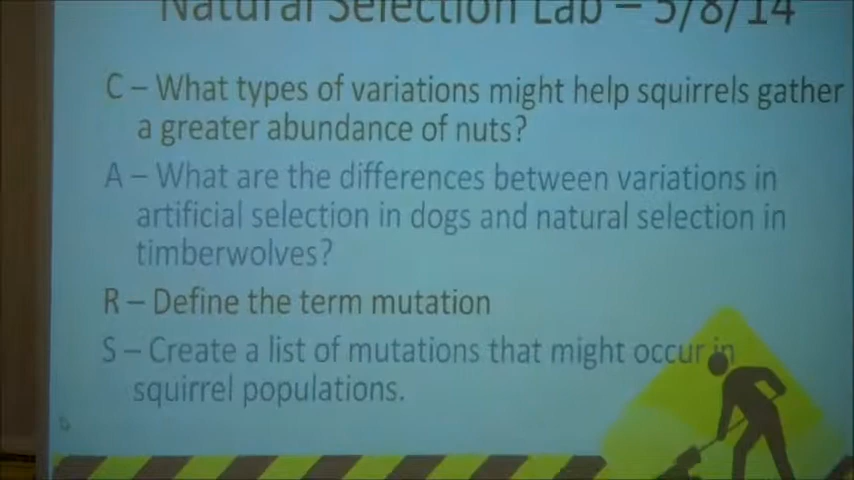 Natural Selection Lab – 5/8/14
C – What types of variations might help squirrels gather
a greater abundance of nuts?
A – What are the differences between variations in
artificial selection in dogs and natural selection in
timberwolves?
R – Define the term mutation
S – Create a list of mutations that might occur in
squirrel populations.